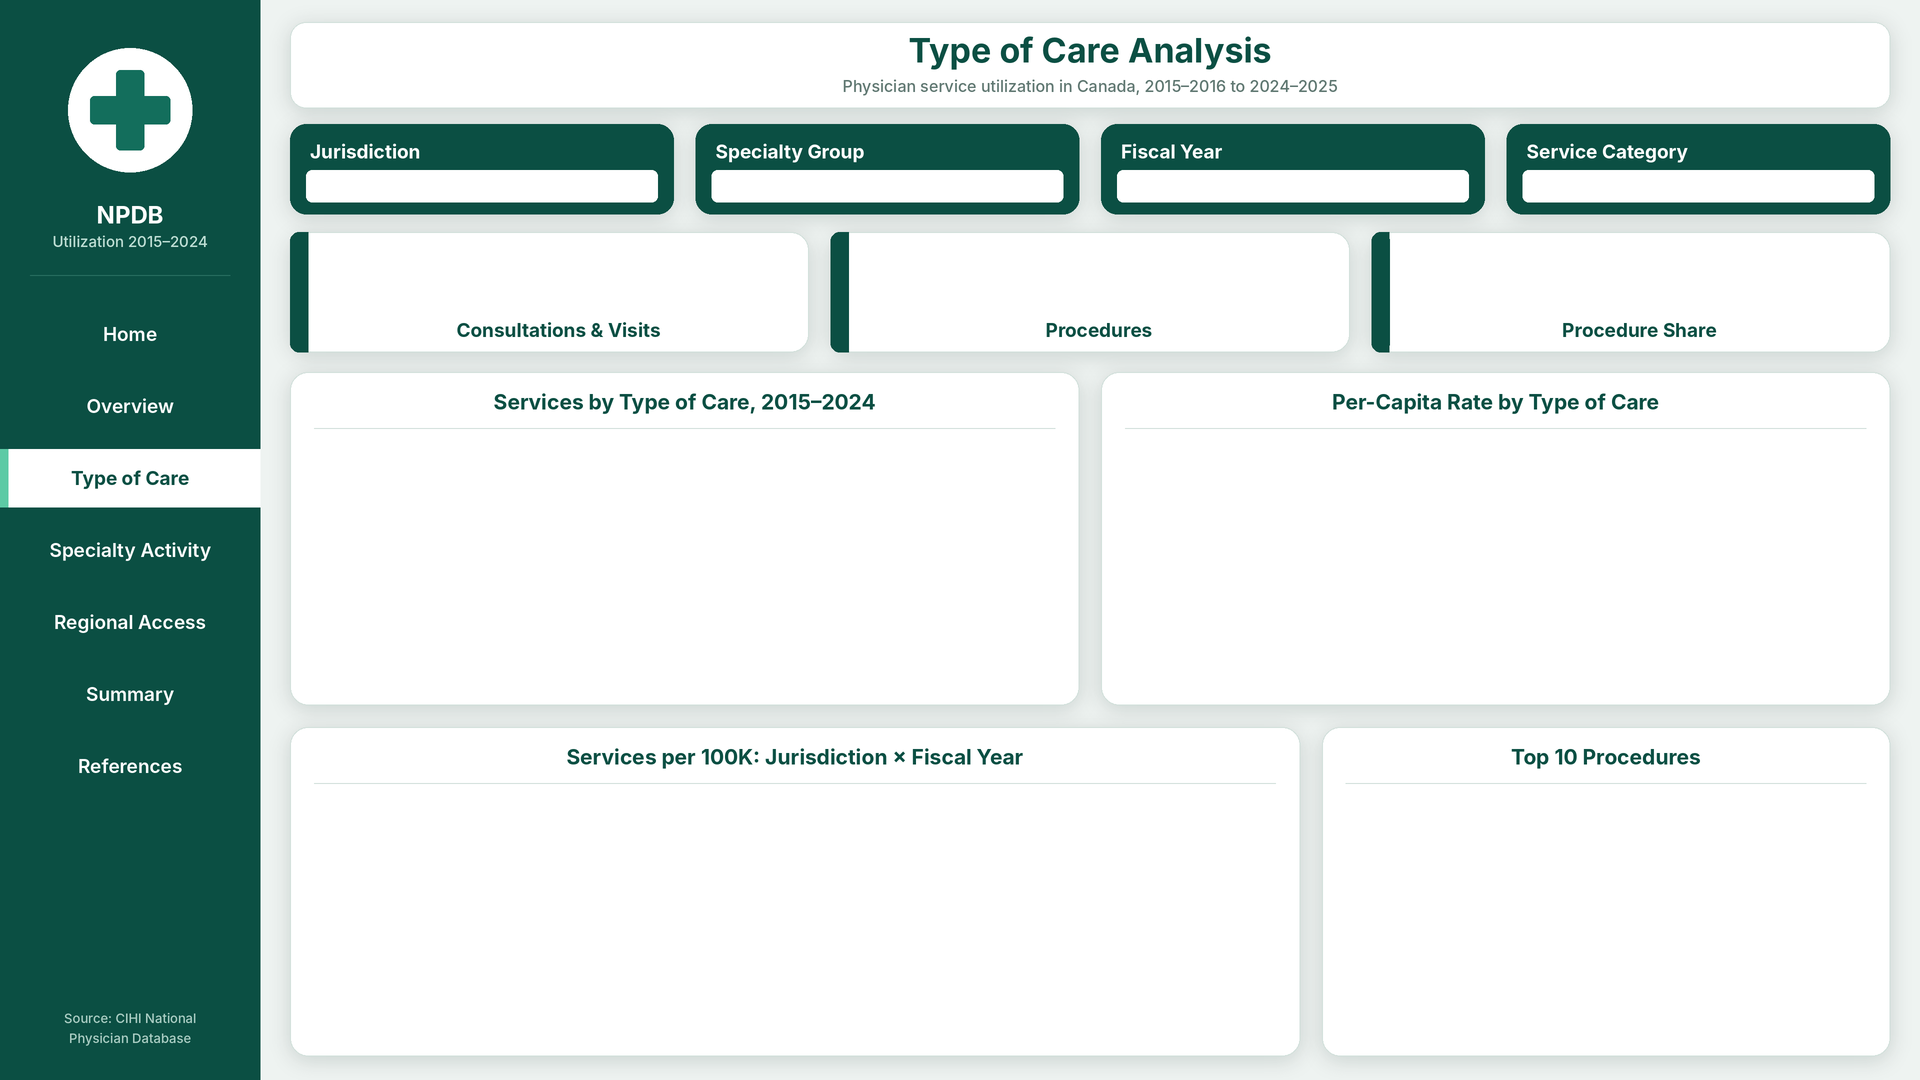 NPDB
Utilization 2015–2024
Home
Overview
Type of Care
Specialty Activity
Regional Access
Summary
References
Source: CIHI National
Physician Database
Type of Care Analysis
Physician service utilization in Canada, 2015–2016 to 2024–2025
Jurisdiction
Specialty Group
Fiscal Year
Service Category
Consultations & Visits
Procedures
Procedure Share
Services by Type of Care, 2015–2024
Per-Capita Rate by Type of Care
Services per 100K: Jurisdiction × Fiscal Year
Top 10 Procedures